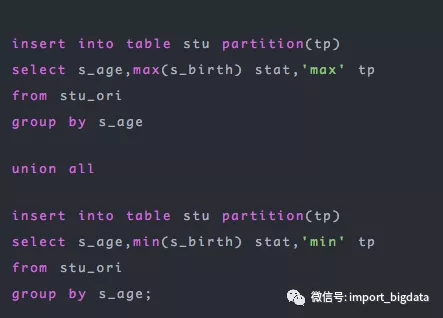 insert into table stu partition(tp)
select s_age,max(s_birth) stat,'max' tp
from stu_ori
group by s_age
union all
insert into table stu partition(tp)
select s_age,min(s_birth) stat,'min' tp
from stu_ori
group by s_age;
微信号: import_bigdata